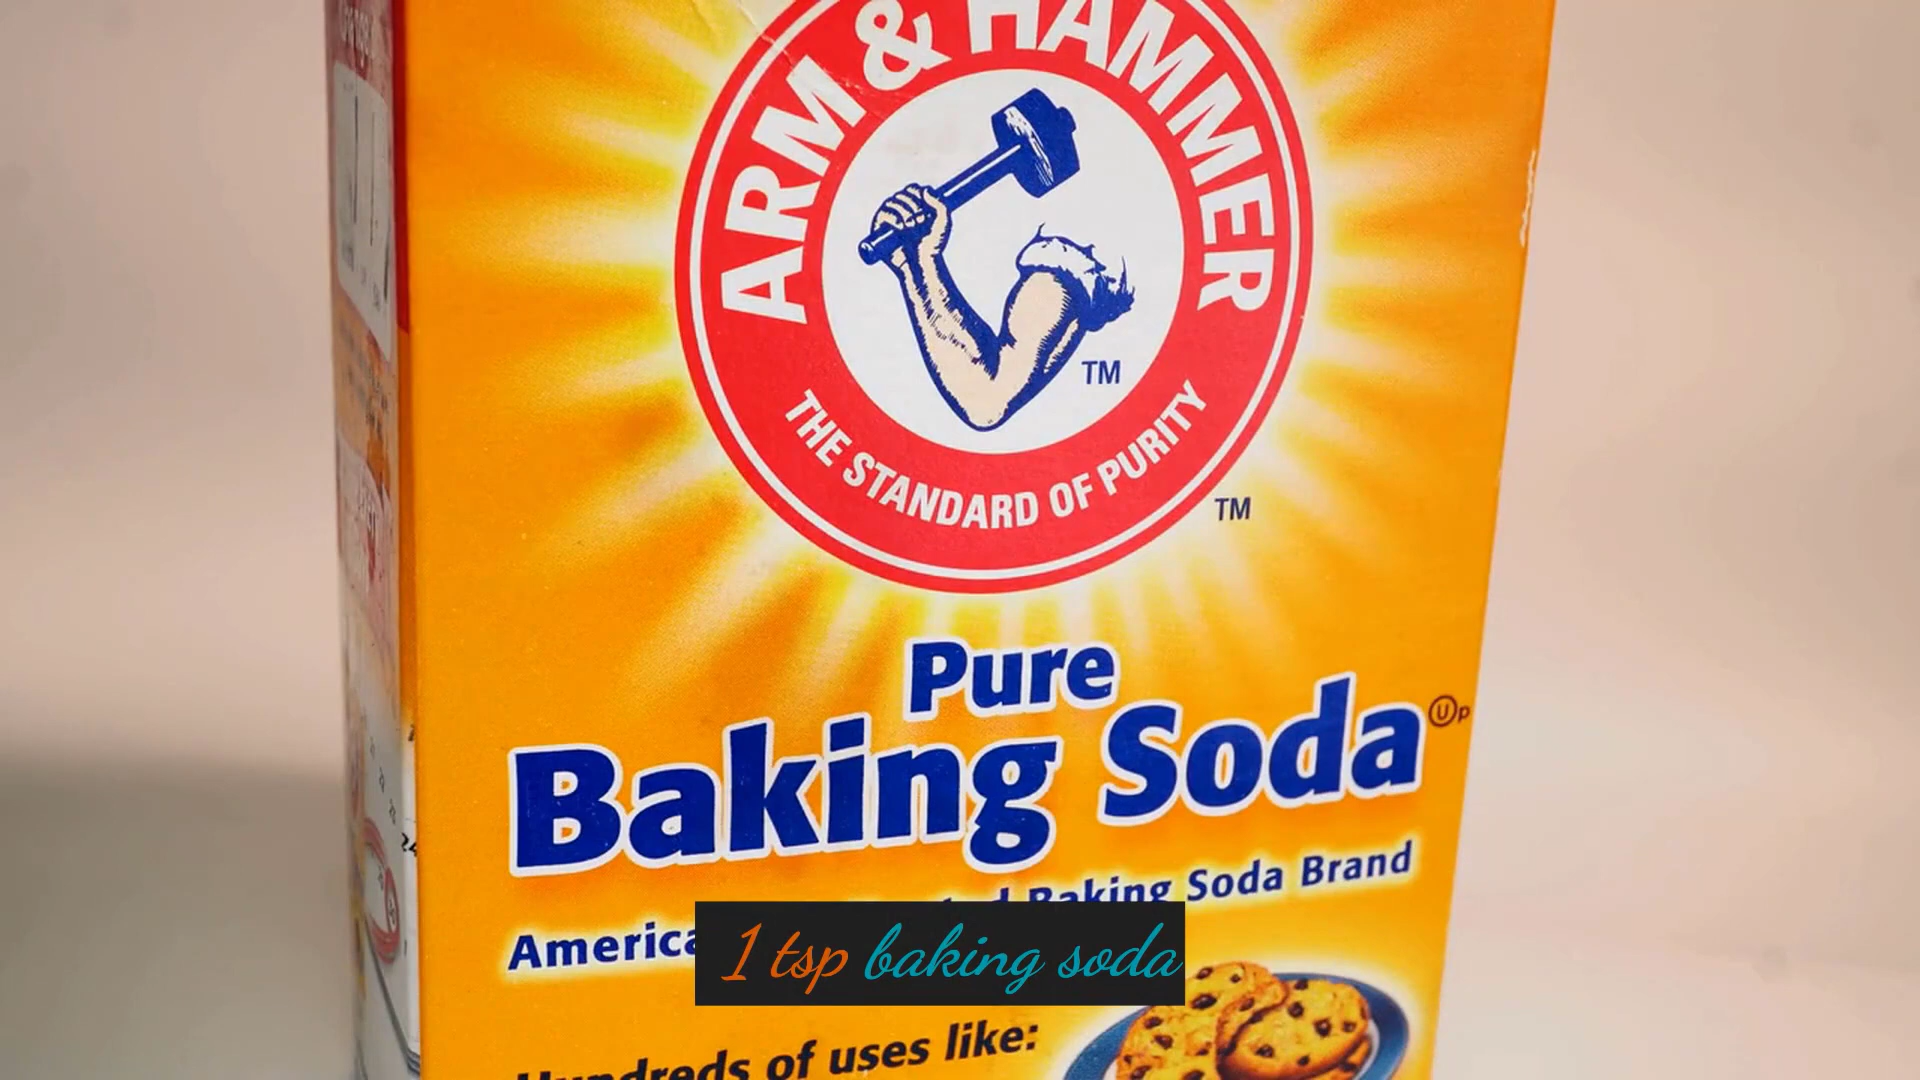 ARM & HAMMER
TM
THE STANDARD OF PURITY
TM
Pure
Baking Soda
Up
America Baking Soda Brand
1 tsp baking soda
Hundreds of uses like: